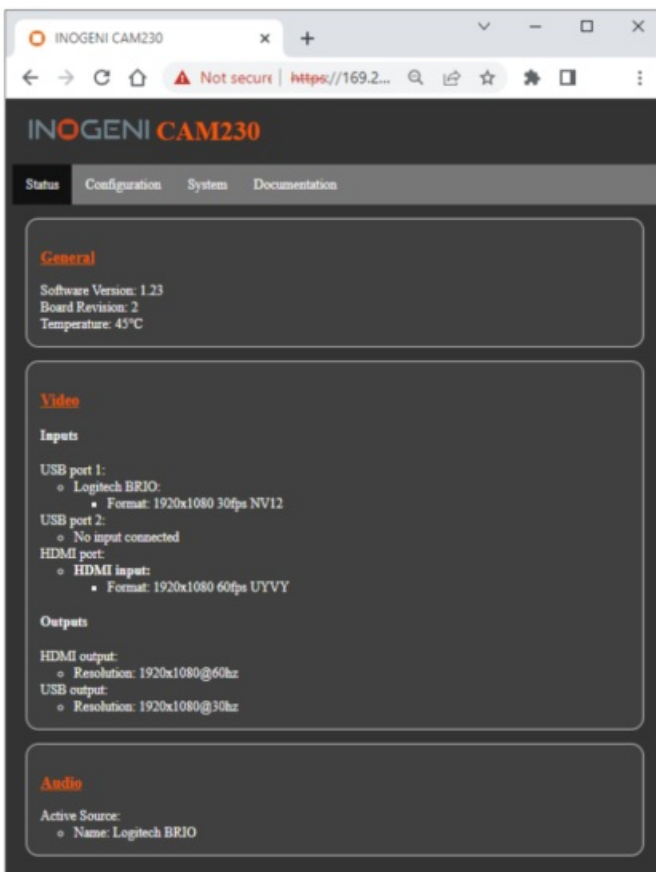 INOGENI CAM230
Not secure https://169.2...
INOGENI CAM230
Status Configuration System Documentation
General
Software Version: 1.23
Board Revision: 2
Temperature: 45°C
Video
Inputs
USB port 1:
Logitech BRIO:
Format: 1920x1080 30fps NV12
USB port 2:
No input connected
HDMI port:
HDMI input:
Format: 1920x1080 60fps UYVY
Outputs
HDMI output:
Resolution: 1920x1080@60hz
USB output:
Resolution: 1920x1080@30hz
Audio
Active Source:
Name: Logitech BRIO